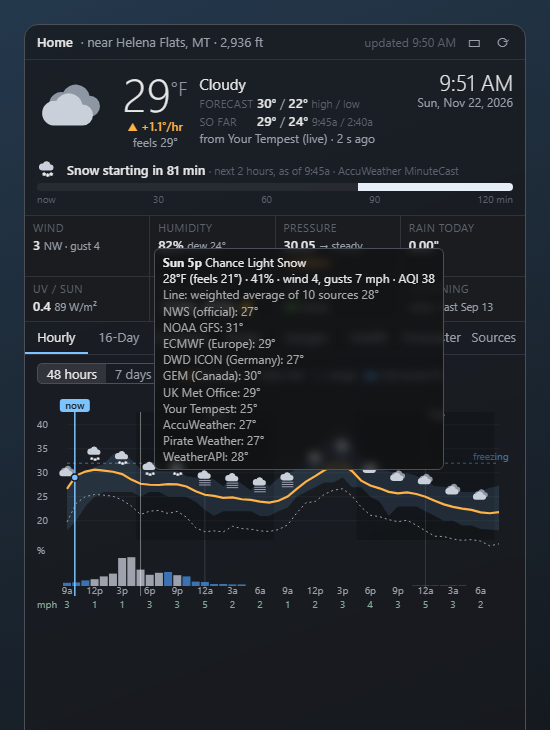 Home · near Helena Flats, MT · 2,936 ft
updated 9:50 AM
29°F
▲ +1.1°/hr
feels 29°
Cloudy
FORECAST 30° / 22° high / low
SO FAR 29° / 24° 9:45a / 2:40a
from Your Tempest (live) · 2 s ago
9:51 AM
Sun, Nov 22, 2026
Snow starting in 81 min · next 2 hours, as of 9:45a · AccuWeather MinuteCast
now 30 60 90 120 min
WIND HUMIDITY PRESSURE RAIN TODAY
3 NW · gust 4 82% dew 24° 30.05 → steady 0.00"
Sun 5p Chance Light Snow
28°F (feels 21°) · 41% · wind 4, gusts 7 mph · AQI 38
Line: weighted average of 10 sources 28°
NWS (official): 27°
NOAA GFS: 31°
ECMWF (Europe): 29°
DWD ICON (Germany): 27°
GEM (Canada): 30°
UK Met Office: 29°
Your Tempest: 25°
AccuWeather: 27°
Pirate Weather: 27°
WeatherAPI: 28°
UV / SUN
0.4 89 W/m²
last Sep 13
Hourly 16-Day Sources
48 hours 7 days
now
40
35
30
25
20
%
freezing
9a 12p 3p 6p 9p 12a 3a 6a 9a 12p 3p 6p 9p 12a 3a 6a
mph 3 1 1 3 3 5 2 2 1 2 3 4 3 5 3 2